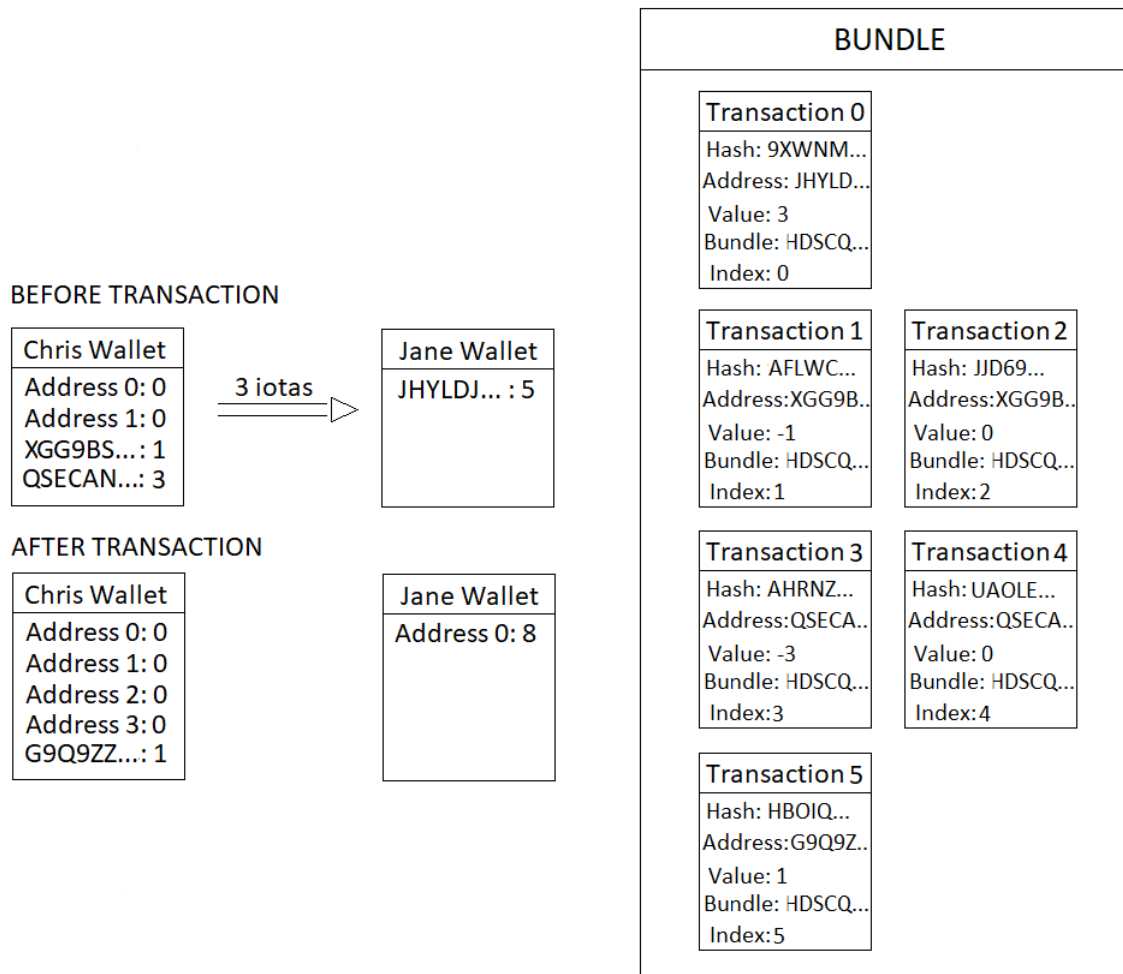 BEFORE TRANSACTION
Chris Wallet
Address 0: 0
Address 1: 0
XGG9BS...: 1
QSECAN...: 3
3 iotas
Jane Wallet
JHYLDJ... : 5
AFTER TRANSACTION
Chris Wallet
Address 0: 0
Address 1: 0
Address 2: 0
Address 3: 0
G9Q9ZZ...: 1
Jane Wallet
Address 0: 8
BUNDLE
Transaction 0
Hash: 9XWNM...
Address: JHYLD...
Value: 3
Bundle: HDSCQ...
Index: 0
Transaction 1
Hash: AFLWC...
Address:XGG9B..
Value: -1
Bundle: HDSCQ...
Index:1
Transaction 2
Hash: JJD69...
Address:XGG9B..
Value: 0
Bundle: HDSCQ...
Index:2
Transaction 3
Hash: AHRNZ...
Address:QSECA..
Value: -3
Bundle: HDSCQ...
Index:3
Transaction 4
Hash: UAOLE...
Address:QSECA..
Value: 0
Bundle: HDSCQ...
Index:4
Transaction 5
Hash: HBOIQ...
Address:G9Q9Z..
Value: 1
Bundle: HDSCQ...
Index:5